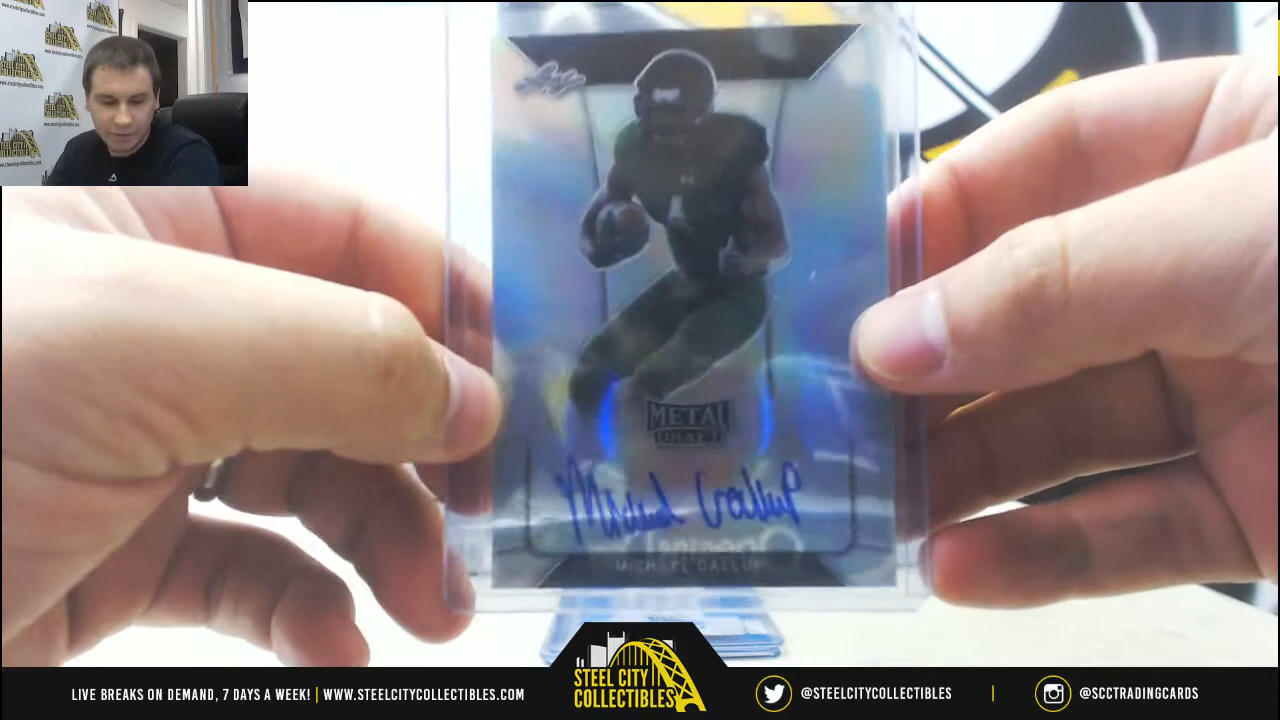 Leaf
METAL
DRAFT
Michael Gallup
MICHAEL GALLUP
STEEL CITY
COLLECTIBLES
LIVE BREAKS ON DEMAND, 7 DAYS A WEEK! | WWW.STEELCITYCOLLECTIBLES.COM
@STEELCITYCOLLECTIBLES | @SCCTRADINGCARDS